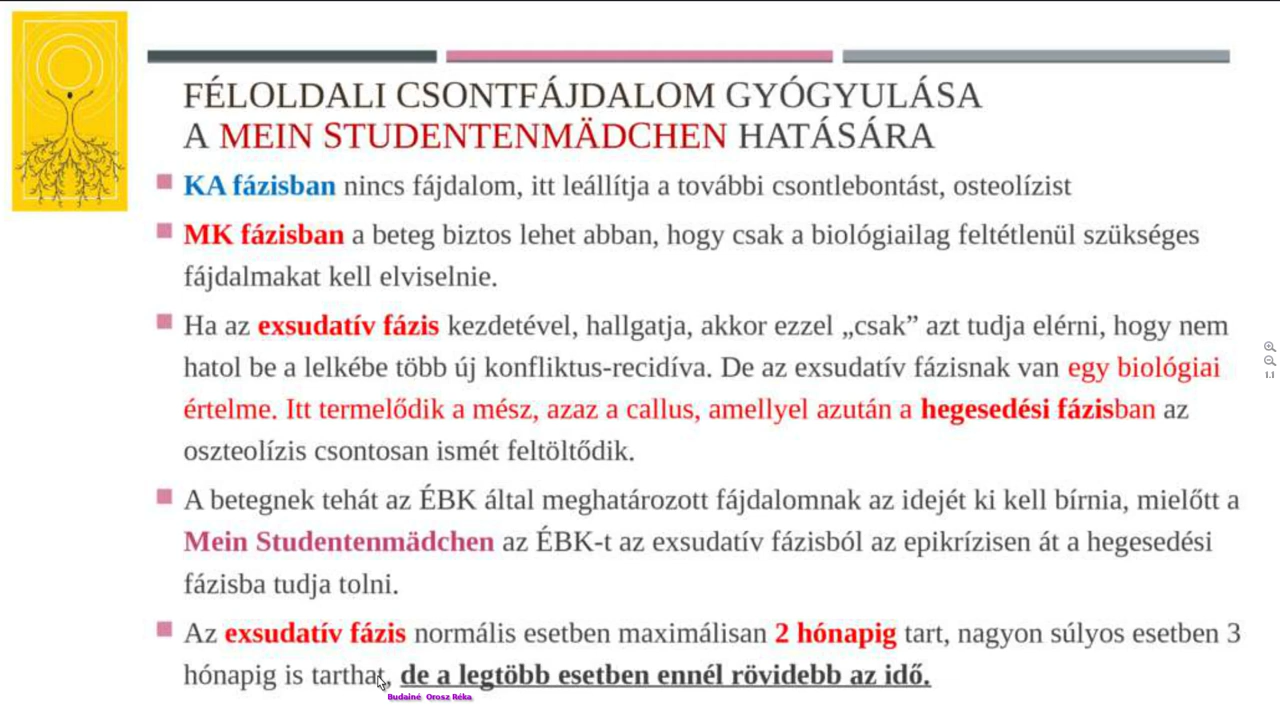 FÉLOLDALI CSONTFÁJDALOM GYÓGYULÁSA
A MEIN STUDENTENMÄDCHEN HATÁSÁRA
KA fázisban nincs fájdalom, itt leállítja a további csontlebontást, osteolízist
MK fázisban a beteg biztos lehet abban, hogy csak a biológiailag feltétlenül szükséges
fájdalmakat kell elviselnie.
Ha az exsudatív fázis kezdetével, hallgatja, akkor ezzel „csak” azt tudja elérni, hogy nem
hatol be a lelkébe több új konfliktus-recidíva. De az exsudatív fázisnak van egy biológiai
értelme. Itt termelődik a mész, azaz a callus, amellyel azután a hegesedési fázisban az
oszteolízis csontosan ismét feltöltődik.
A betegnek tehát az ÉBK által meghatározott fájdalomnak az idejét ki kell bírnia, mielőtt a
Mein Studentenmädchen az ÉBK-t az exsudatív fázisból az epikrízisen át a hegesedési
fázisba tudja tolni.
Az exsudatív fázis normális esetben maximálisan 2 hónapig tart, nagyon súlyos esetben 3
hónapig is tarthat, de a legtöbb esetben ennél rövidebb az idő.
Budainé Orosz Réka
1:1